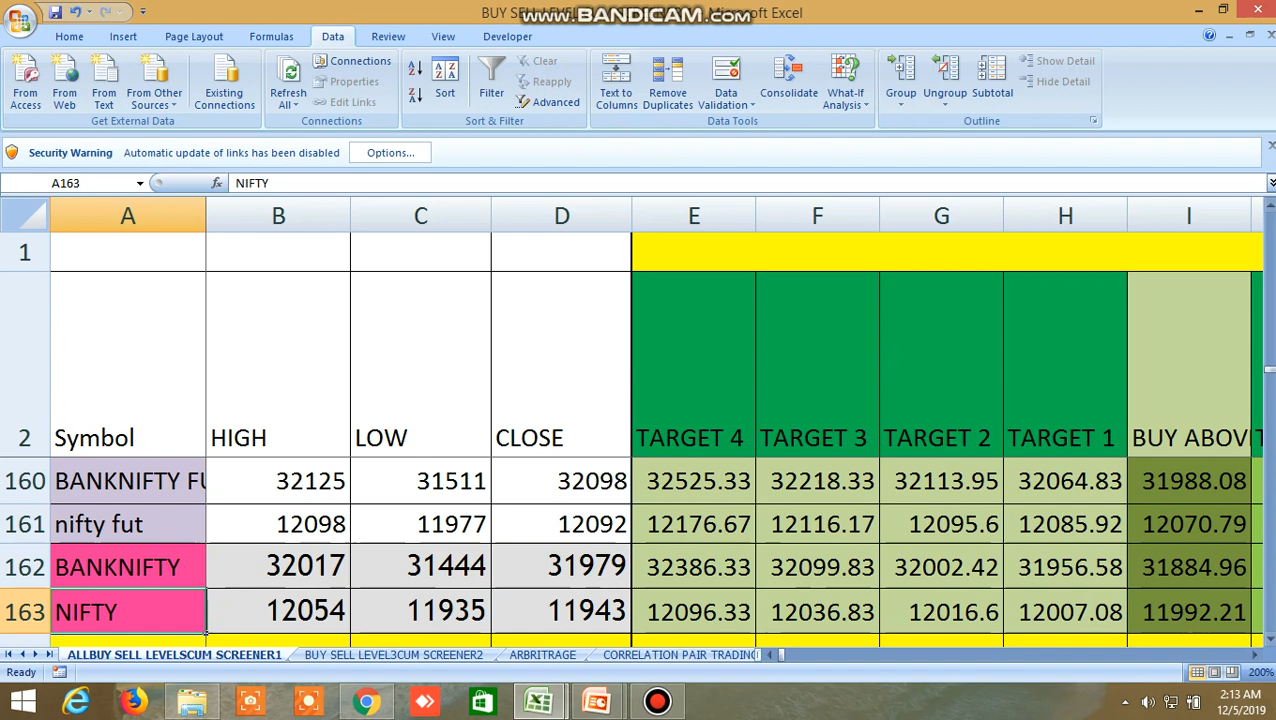 BUY SELL LEVEL
Microsoft Excel
www.BANDICAM.com
Home Insert Page Layout Formulas Data Review View Developer
From Access
From Web
From Text
From Other Sources
Existing Connections
Get External Data
Refresh All
Connections
Properties
Edit Links
Connections
Sort
Filter
Clear
Reapply
Advanced
Sort & Filter
Text to Columns
Remove Duplicates
Data Validation
Consolidate
What-If Analysis
Data Tools
Group
Ungroup
Subtotal
Show Detail
Hide Detail
Outline
Security Warning Automatic update of links has been disabled Options...
A163 fx NIFTY
A B C D E F G H I
1
2 Symbol HIGH LOW CLOSE TARGET 4 TARGET 3 TARGET 2 TARGET 1 BUY ABOV T
160 BANKNIFTY FU 32125 31511 32098 32525.33 32218.33 32113.95 32064.83 31988.08
161 nifty fut 12098 11977 12092 12176.67 12116.17 12095.6 12085.92 12070.79
162 BANKNIFTY 32017 31444 31979 32386.33 32099.83 32002.42 31956.58 31884.96
163 NIFTY 12054 11935 11943 12096.33 12036.83 12016.6 12007.08 11992.21
ALLBUY SELL LEVELSCUM SCREENER1 BUY SELL LEVEL3CUM SCREENER2 ARBITRAGE CORRELATION PAIR TRADING
Ready 200%
2:13 AM
12/5/2019